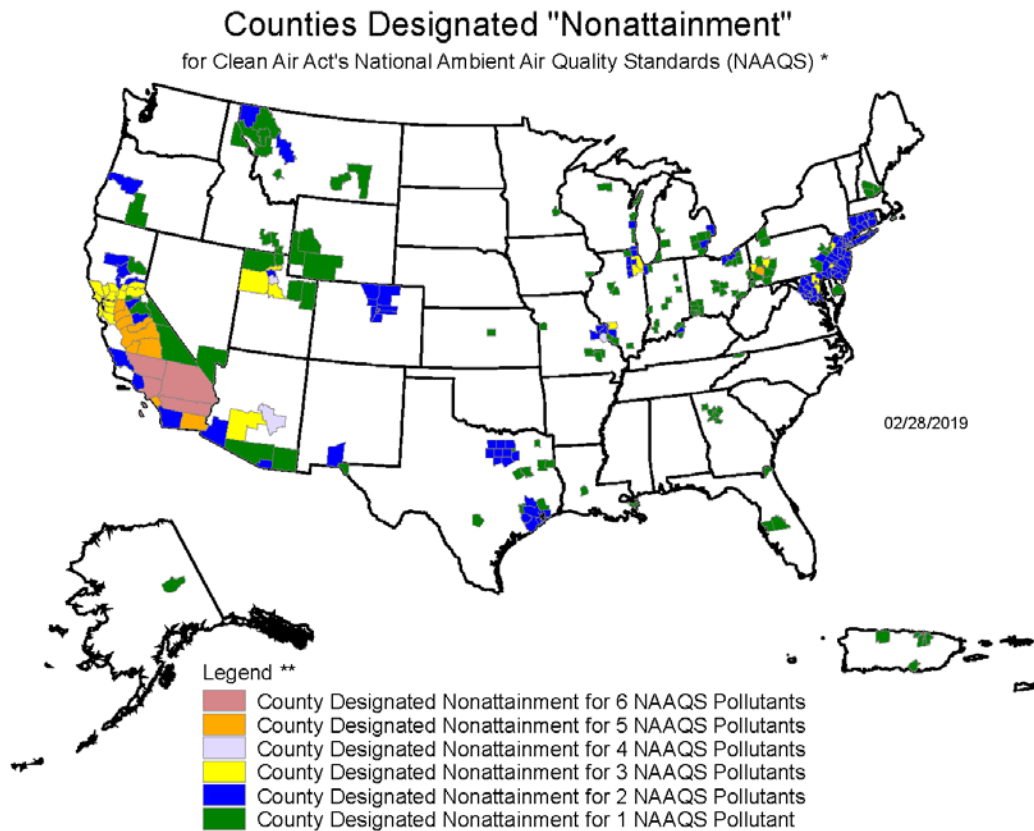 Counties Designated "Nonattainment"
for Clean Air Act's National Ambient Air Quality Standards (NAAQS) *
02/28/2019
Legend **
County Designated Nonattainment for 6 NAAQS Pollutants
County Designated Nonattainment for 5 NAAQS Pollutants
County Designated Nonattainment for 4 NAAQS Pollutants
County Designated Nonattainment for 3 NAAQS Pollutants
County Designated Nonattainment for 2 NAAQS Pollutants
County Designated Nonattainment for 1 NAAQS Pollutant